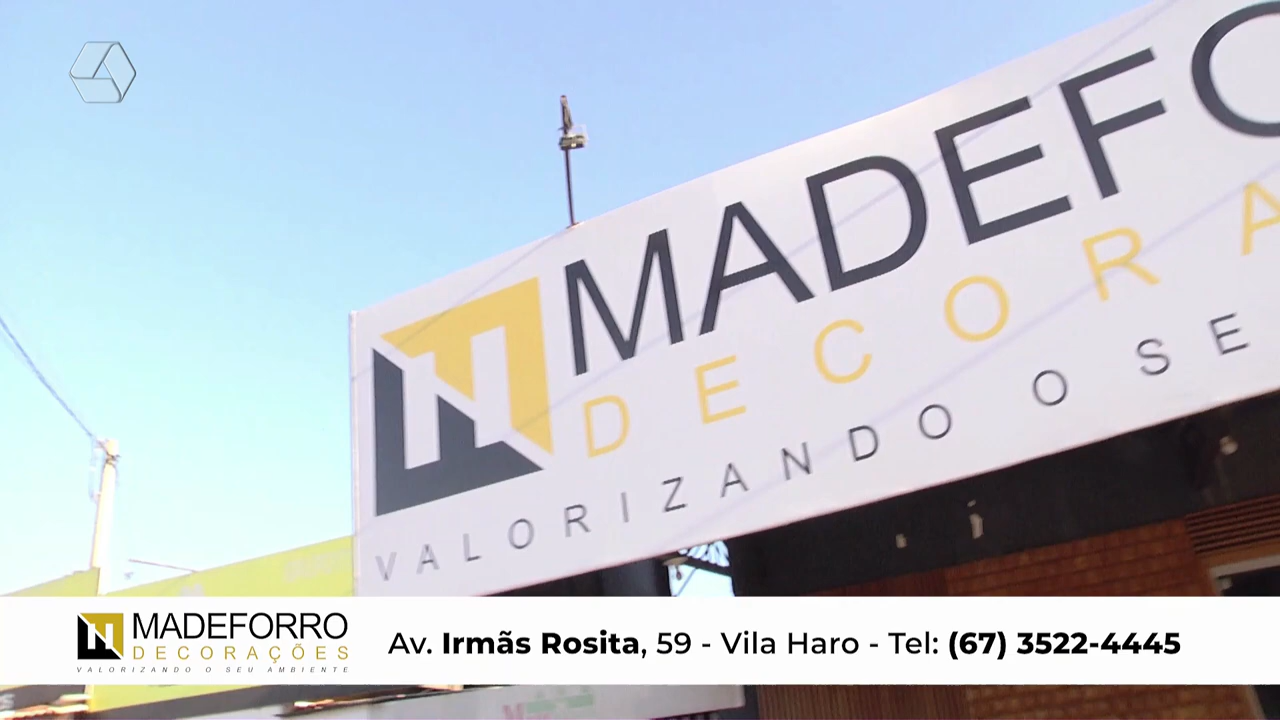 MADEFO
DECORA
VALORIZANDO O SE
MADEFORRO
DECORAÇÕES
VALORIZANDO O SEU AMBIENTE
Av. Irmãs Rosita, 59 - Vila Haro - Tel: (67) 3522-4445